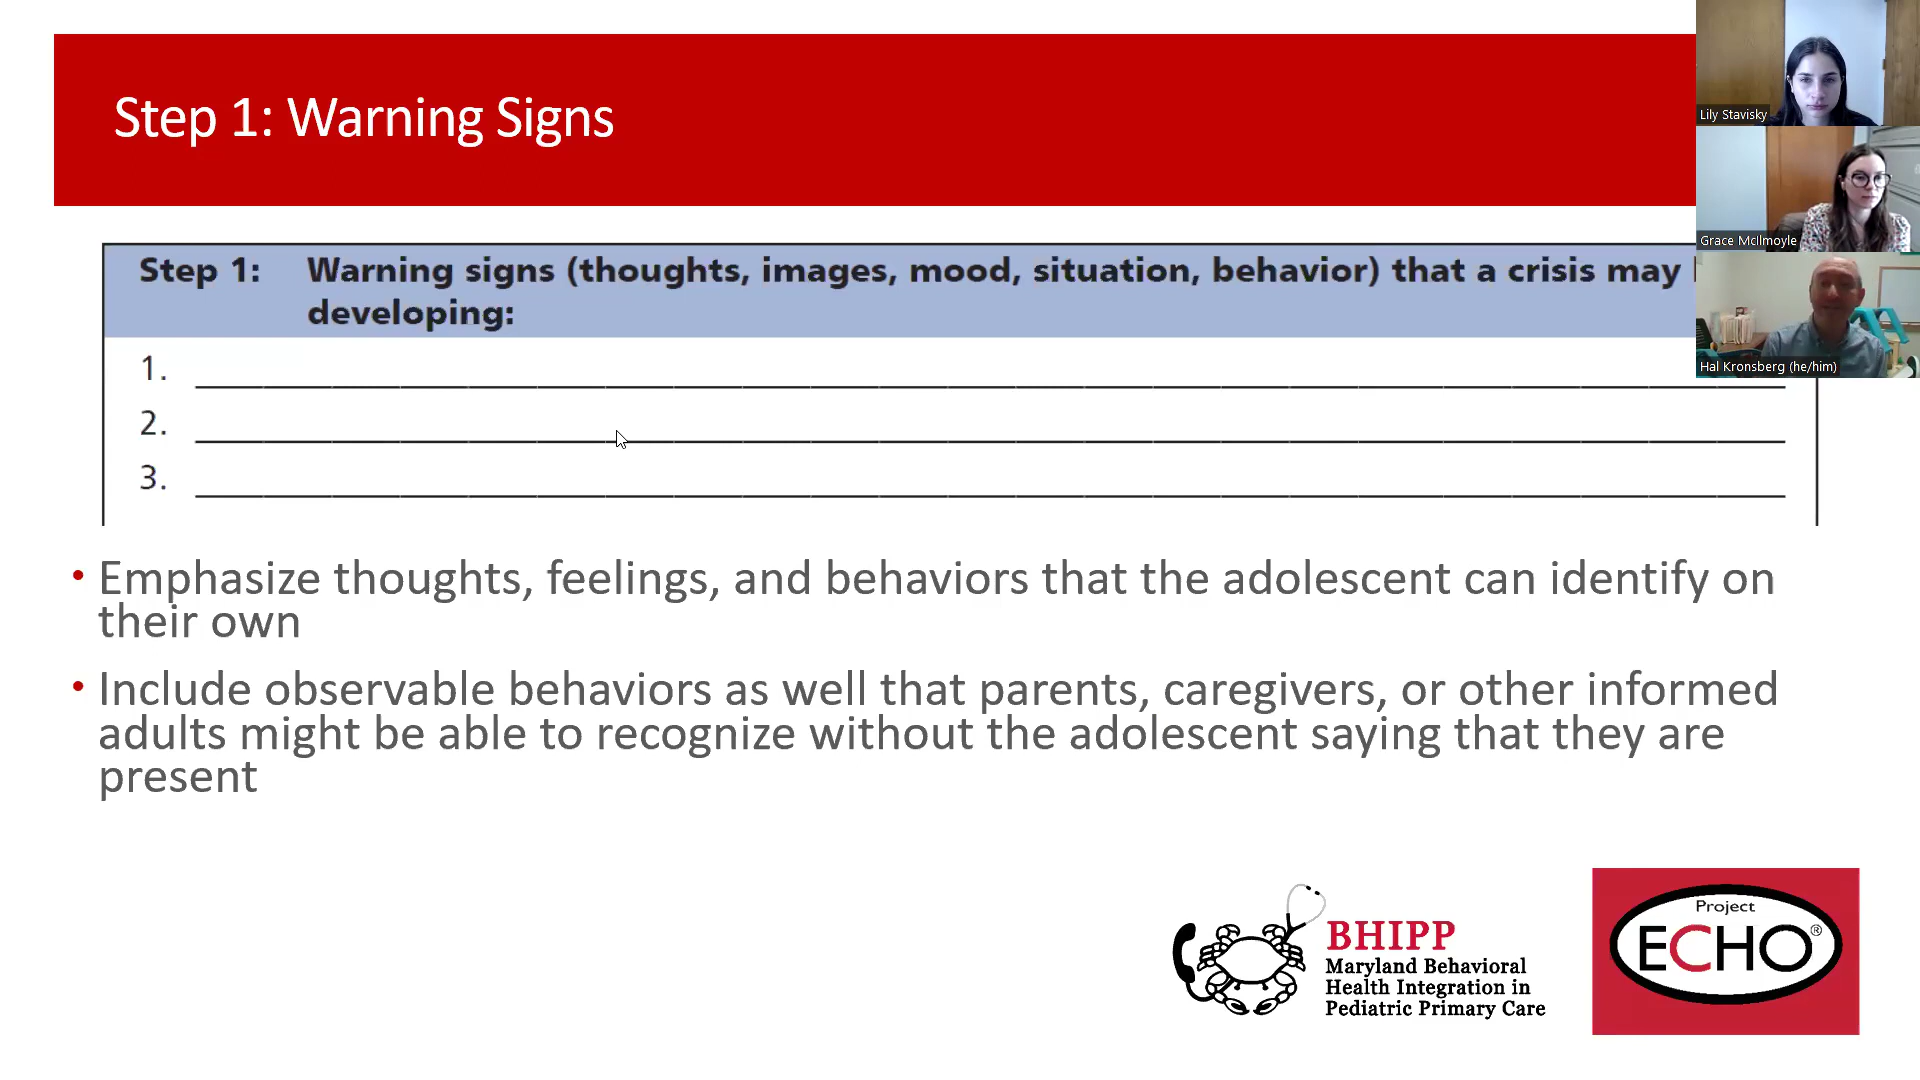 Step 1: Warning Signs
Lily Stavisky
Grace McIlmoyle
Hal Kronsberg (he/him)
Step 1: Warning signs (thoughts, images, mood, situation, behavior) that a crisis may
developing:
1.
2.
3.
• Emphasize thoughts, feelings, and behaviors that the adolescent can identify on
their own
• Include observable behaviors as well that parents, caregivers, or other informed
adults might be able to recognize without the adolescent saying that they are
present
BHIPP
Maryland Behavioral
Health Integration in
Pediatric Primary Care
Project
ECHO®